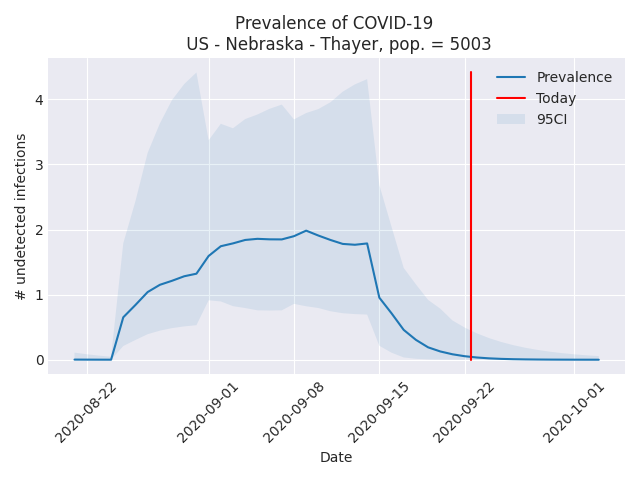 Prevalence of COVID-19
US - Nebraska - Thayer, pop. = 5003
Prevalence
Today
95CI
# undetected infections
4
3
2
1
0
2020-08-22
2020-09-01
2020-09-08
2020-09-15
2020-09-22
2020-10-01
Date